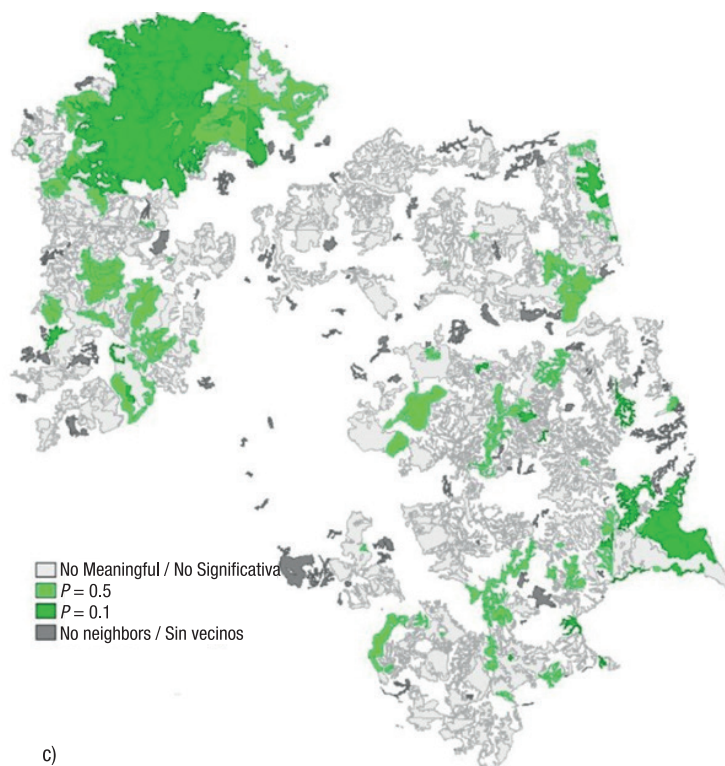 No Meaningful / No Significativa
P = 0.5
P = 0.1
No neighbors / Sin vecinos
c)